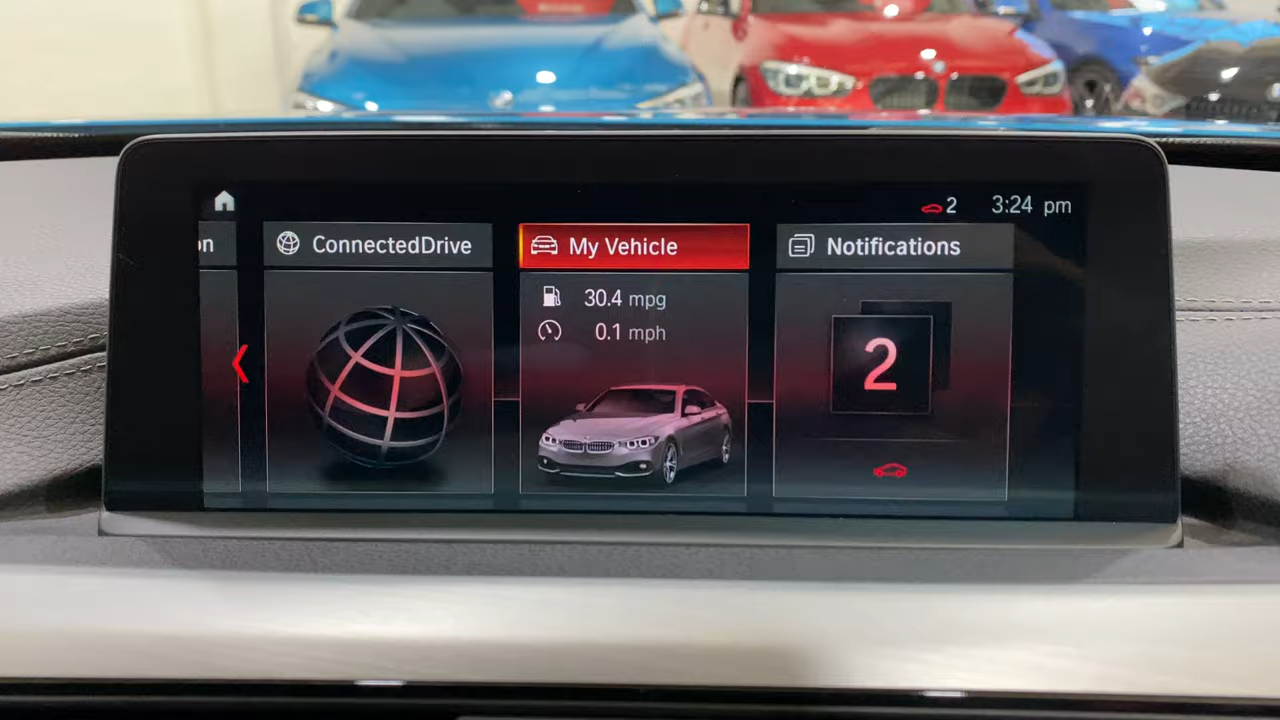 2
3:24 pm
on
ConnectedDrive
My Vehicle
Notifications
30.4 mpg
0.1 mph
2